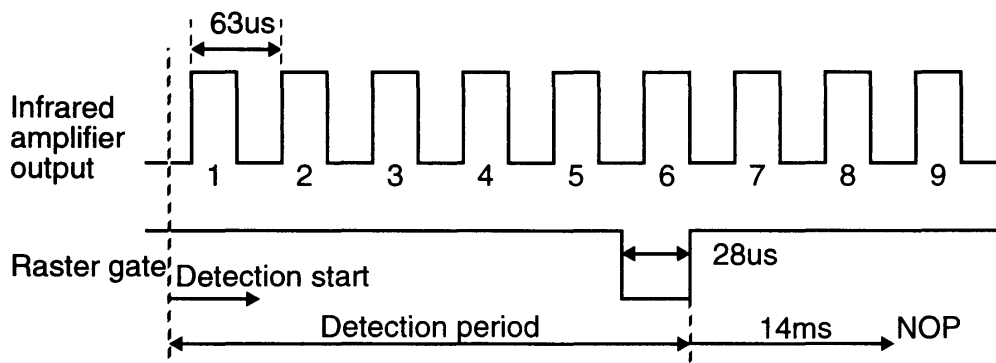 63us
Infrared
amplifier
output
1 2 3 4 5 6 7 8 9
Raster gate
Detection start
28us
Detection period
14ms
NOP